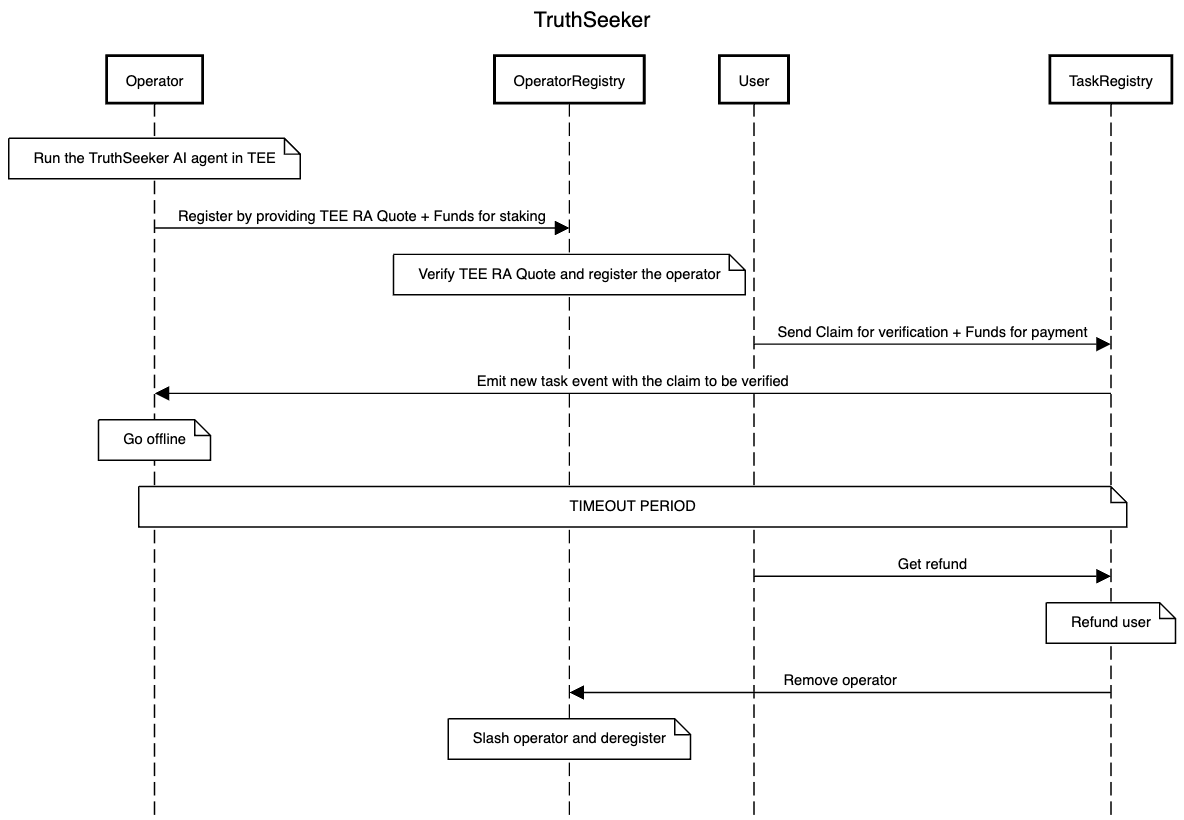 TruthSeeker
Operator
OperatorRegistry
User
TaskRegistry
Run the TruthSeeker AI agent in TEE
Register by providing TEE RA Quote + Funds for staking
Verify TEE RA Quote and register the operator
Send Claim for verification + Funds for payment
Emit new task event with the claim to be verified
Go offline
TIMEOUT PERIOD
Get refund
Refund user
Remove operator
Slash operator and deregister